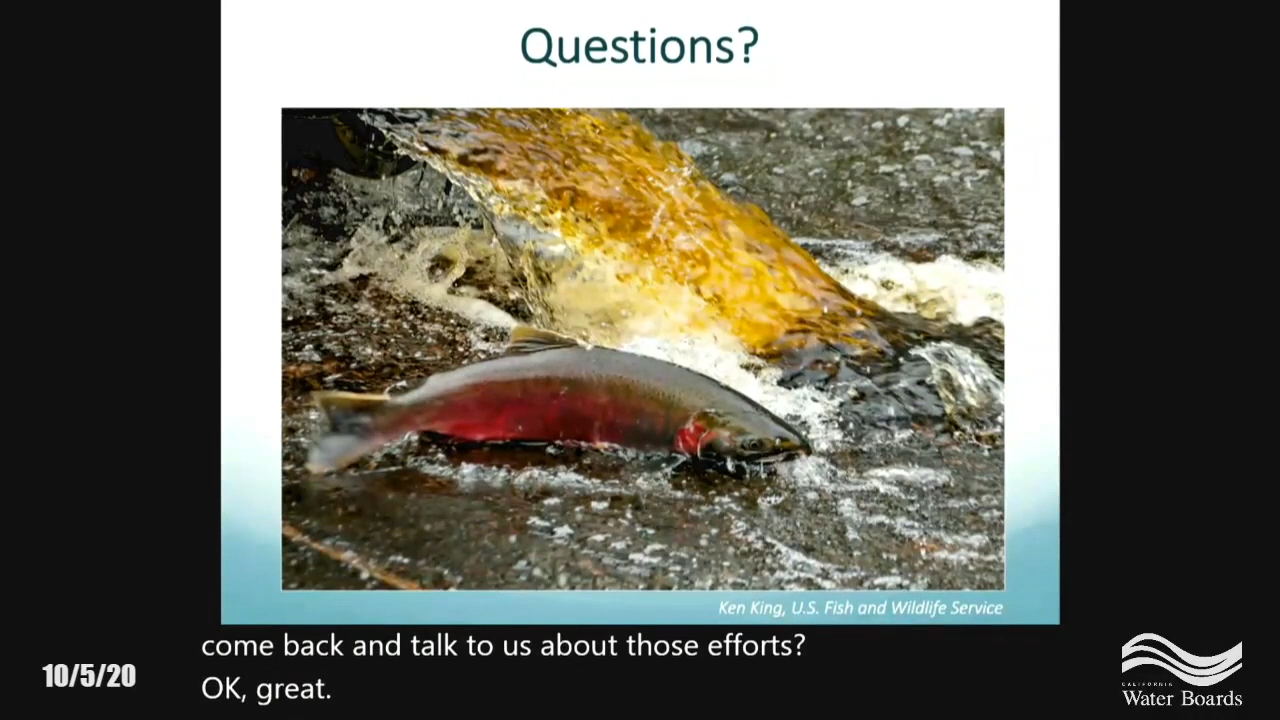 Questions?
Ken King, U.S. Fish and Wildlife Service
come back and talk to us about those efforts?
OK, great.
10/5/20
CALIFORNIA
Water Boards